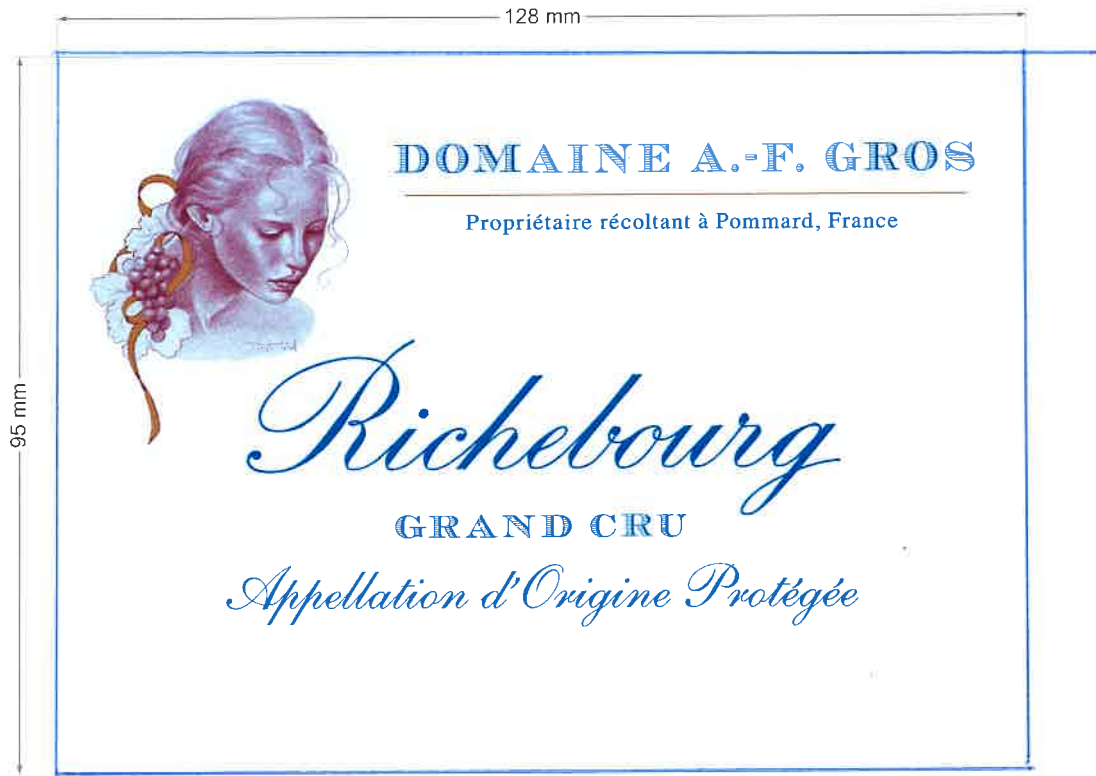 128 mm
95 mm
DOMAINE A.-F. GROS
Propriétaire récoltant à Pommard, France
Richebourg
GRAND CRU
Appellation d'Origine Protégée